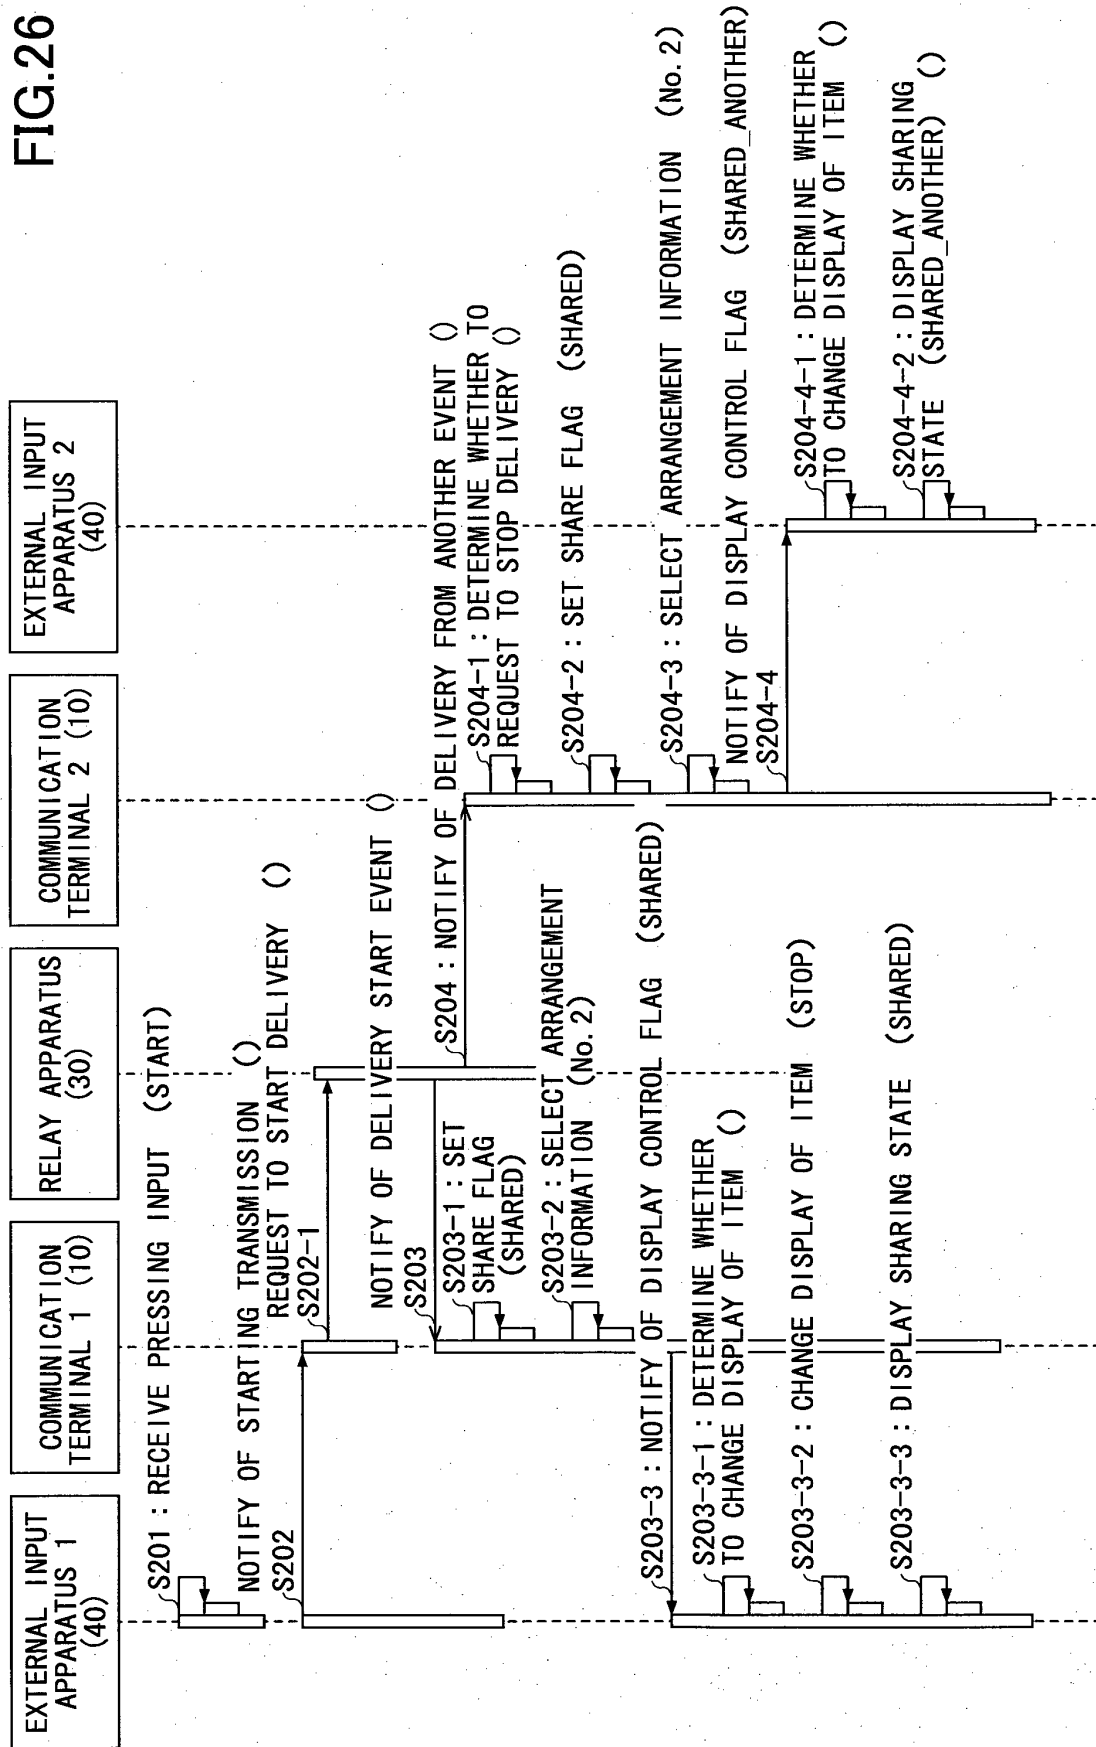 FIG.26
EXTERNAL INPUT
APPARATUS 1
(40)
COMMUNICATION
TERMINAL 1 (10)
RELAY APPARATUS
(30)
COMMUNICATION
TERMINAL 2 (10)
EXTERNAL INPUT
APPARATUS 2
(40)
S201 : RECEIVE PRESSING INPUT (START)
NOTIFY OF STARTING TRANSMISSION ()
S202
REQUEST TO START DELIVERY ()
S202-1
NOTIFY OF DELIVERY START EVENT ()
S203
S203-1 : SET
SHARE FLAG
(SHARED)
S203-2 : SELECT ARRANGEMENT
INFORMATION (No. 2)
S203-3 : NOTIFY OF DISPLAY CONTROL FLAG (SHARED)
S203-3-1 : DETERMINE WHETHER
TO CHANGE DISPLAY OF ITEM ()
S203-3-2 : CHANGE DISPLAY OF ITEM (STOP)
S203-3-3 : DISPLAY SHARING STATE (SHARED)
S204 : NOTIFY OF DELIVERY FROM ANOTHER EVENT ()
S204-1 : DETERMINE WHETHER TO
REQUEST TO STOP DELIVERY ()
S204-2 : SET SHARE FLAG (SHARED)
S204-3 : SELECT ARRANGEMENT INFORMATION (No. 2)
NOTIFY OF DISPLAY CONTROL FLAG (SHARED_ANOTHER)
S204-4
S204-4-1 : DETERMINE WHETHER
TO CHANGE DISPLAY OF ITEM ()
S204-4-2 : DISPLAY SHARING
STATE (SHARED_ANOTHER) ()